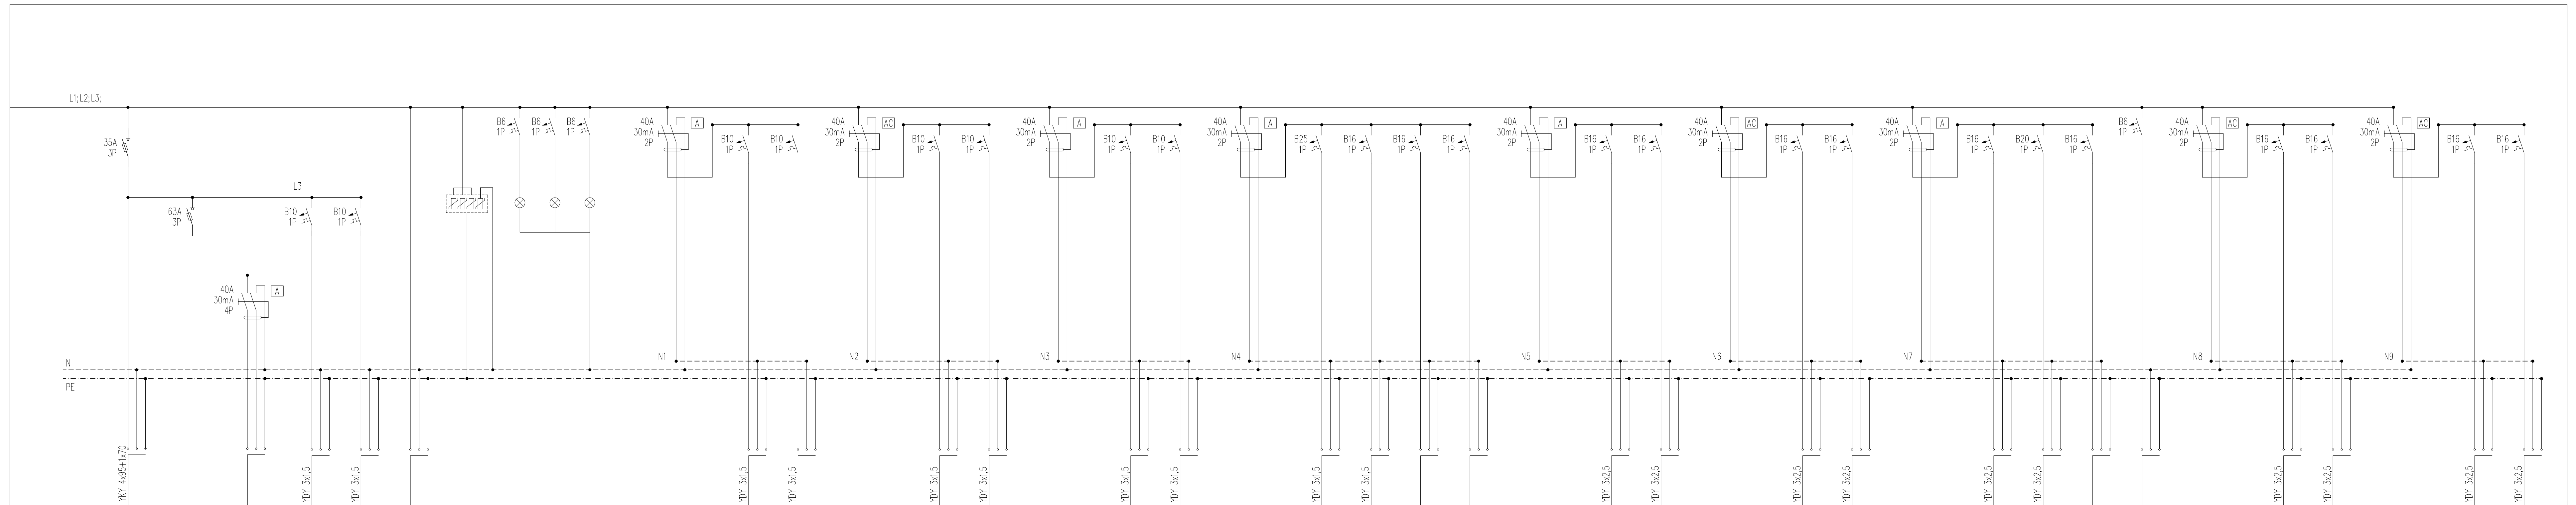 L1;L2;L3;
35A
3P
63A
3P
L3
B10
1P
B10
1P
40A
30mA
4P
A
B6
1P
B6
1P
B6
1P
40A
30mA
2P
A
B10
1P
B10
1P
40A
30mA
2P
AC
B10
1P
B10
1P
40A
30mA
2P
A
B10
1P
B10
1P
40A
30mA
2P
A
B25
1P
B16
1P
B16
1P
B16
1P
40A
30mA
2P
A
B16
1P
B16
1P
40A
30mA
2P
AC
B16
1P
B16
1P
40A
30mA
2P
A
B16
1P
B20
1P
B16
1P
B6
1P
40A
30mA
2P
AC
B16
1P
B16
1P
40A
30mA
2P
AC
B16
1P
B16
1P
N
N1
N2
N3
N4
N5
N6
N7
N8
N9
PE
YKY 4x95+1x70
YDY 3x1,5
YDY 3x1,5
YDY 3x1,5
YDY 3x1,5
YDY 3x1,5
YDY 3x1,5
YDY 3x1,5
YDY 3x1,5
YDY 3x1,5
YDY 3x1,5
YDY 3x2,5
YDY 3x2,5
YDY 3x2,5
YDY 3x2,5
YDY 3x2,5
YDY 3x2,5
YDY 3x2,5
YDY 3x2,5
YDY 3x2,5
YDY 3x2,5